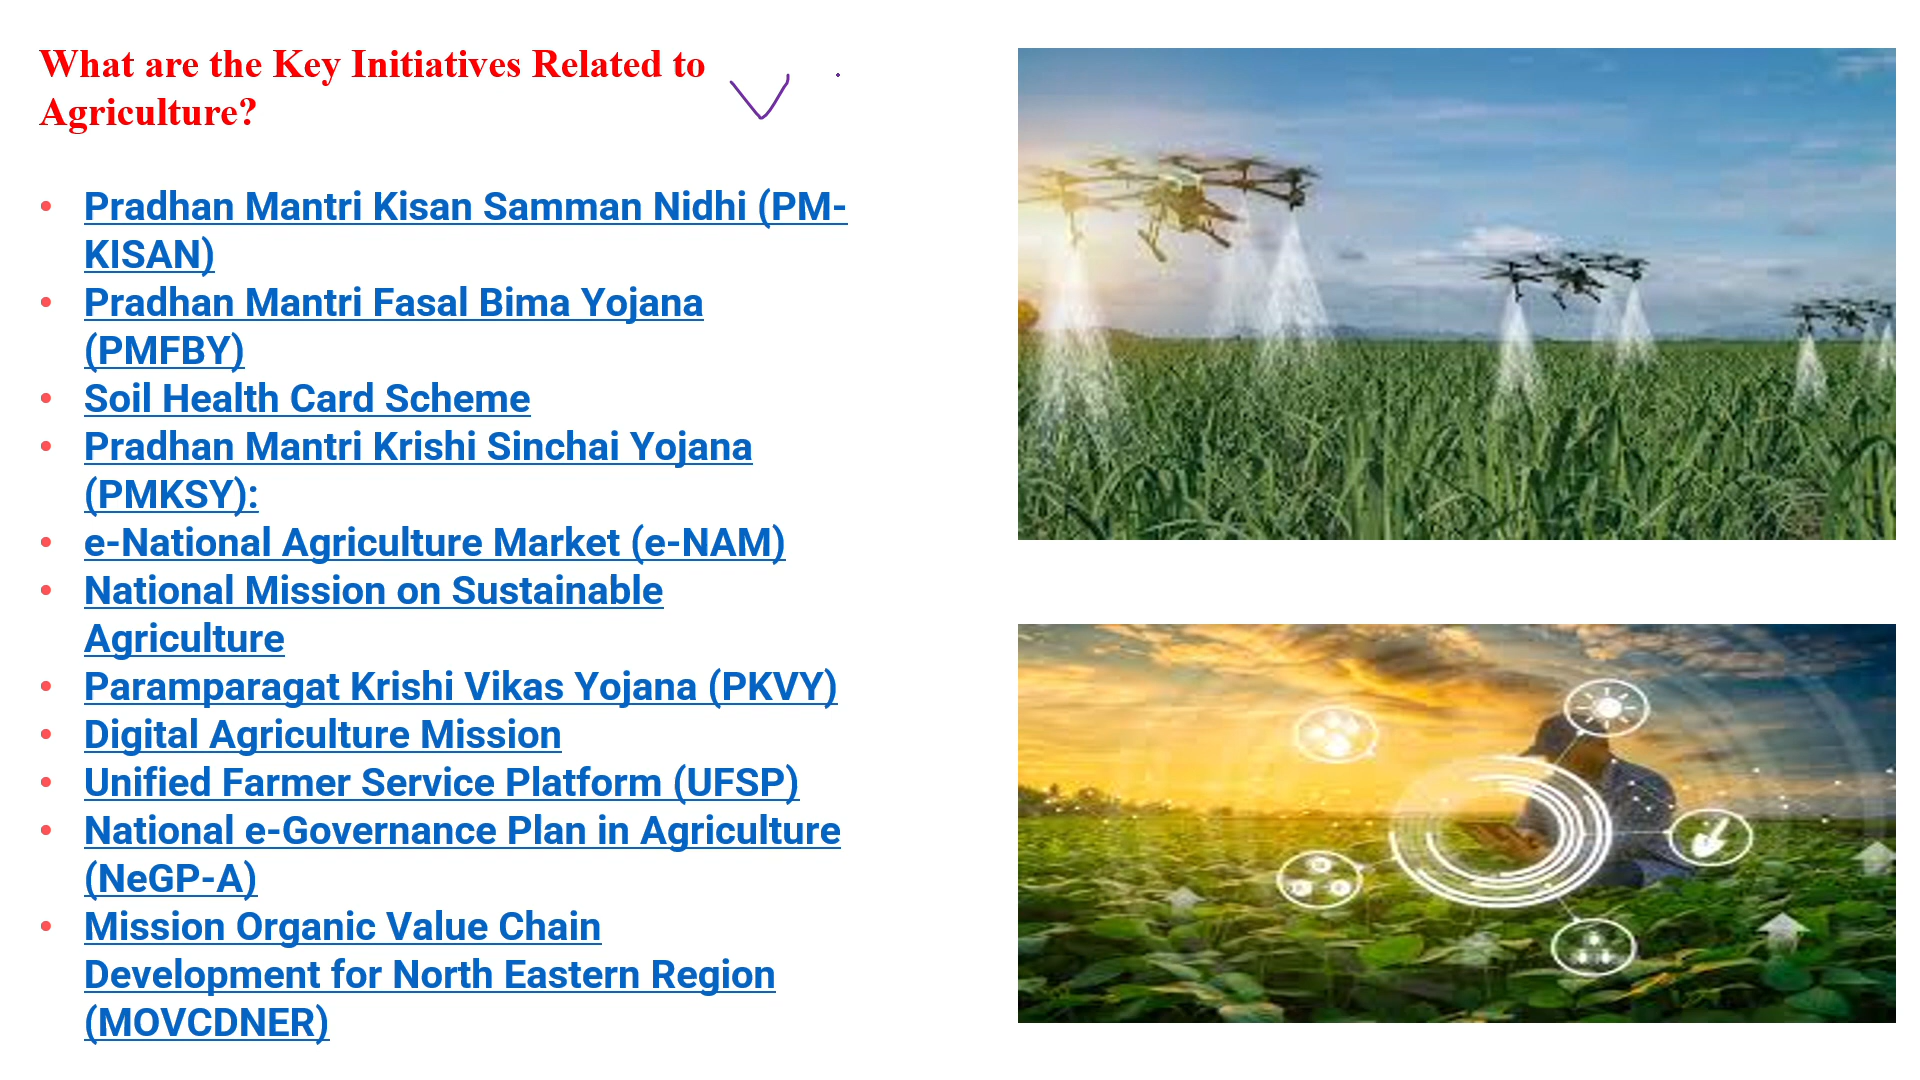 What are the Key Initiatives Related to
Agriculture?
• Pradhan Mantri Kisan Samman Nidhi (PM-
KISAN)
• Pradhan Mantri Fasal Bima Yojana
(PMFBY)
• Soil Health Card Scheme
• Pradhan Mantri Krishi Sinchai Yojana
(PMKSY):
• e-National Agriculture Market (e-NAM)
• National Mission on Sustainable
Agriculture
• Paramparagat Krishi Vikas Yojana (PKVY)
• Digital Agriculture Mission
• Unified Farmer Service Platform (UFSP)
• National e-Governance Plan in Agriculture
(NeGP-A)
• Mission Organic Value Chain
Development for North Eastern Region
(MOVCDNER)